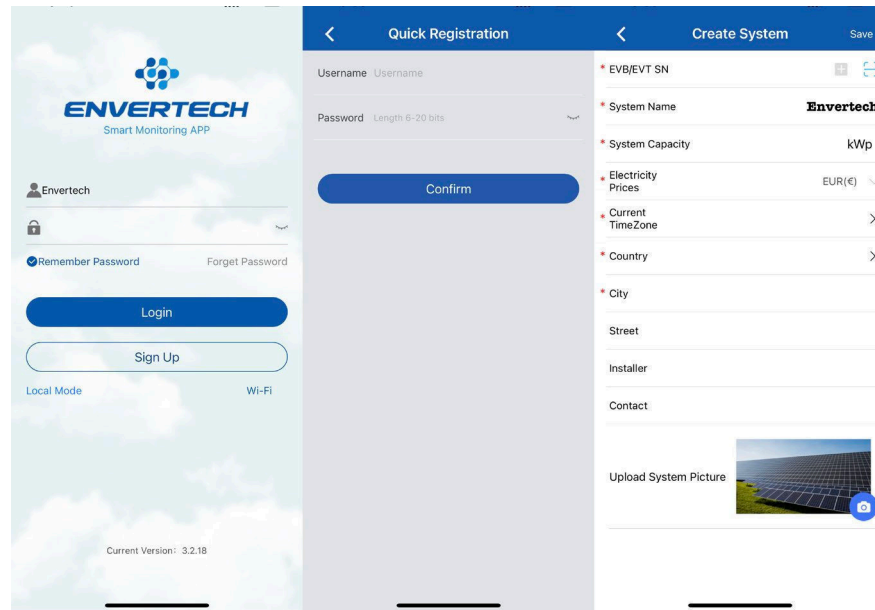 ENVERTECH
Smart Monitoring APP
Envertech
Remember Password
Forget Password
Login
Sign Up
Local Mode
Wi-Fi
Current Version: 3.2.18
Quick Registration
Username Username
Password Length 6-20 bits
Confirm
Create System
Save
* EVB/EVT SN
* System Name
Envertech
* System Capacity
kWp
* Electricity
Prices
EUR(€)
* Current
TimeZone
* Country
* City
Street
Installer
Contact
Upload System Picture